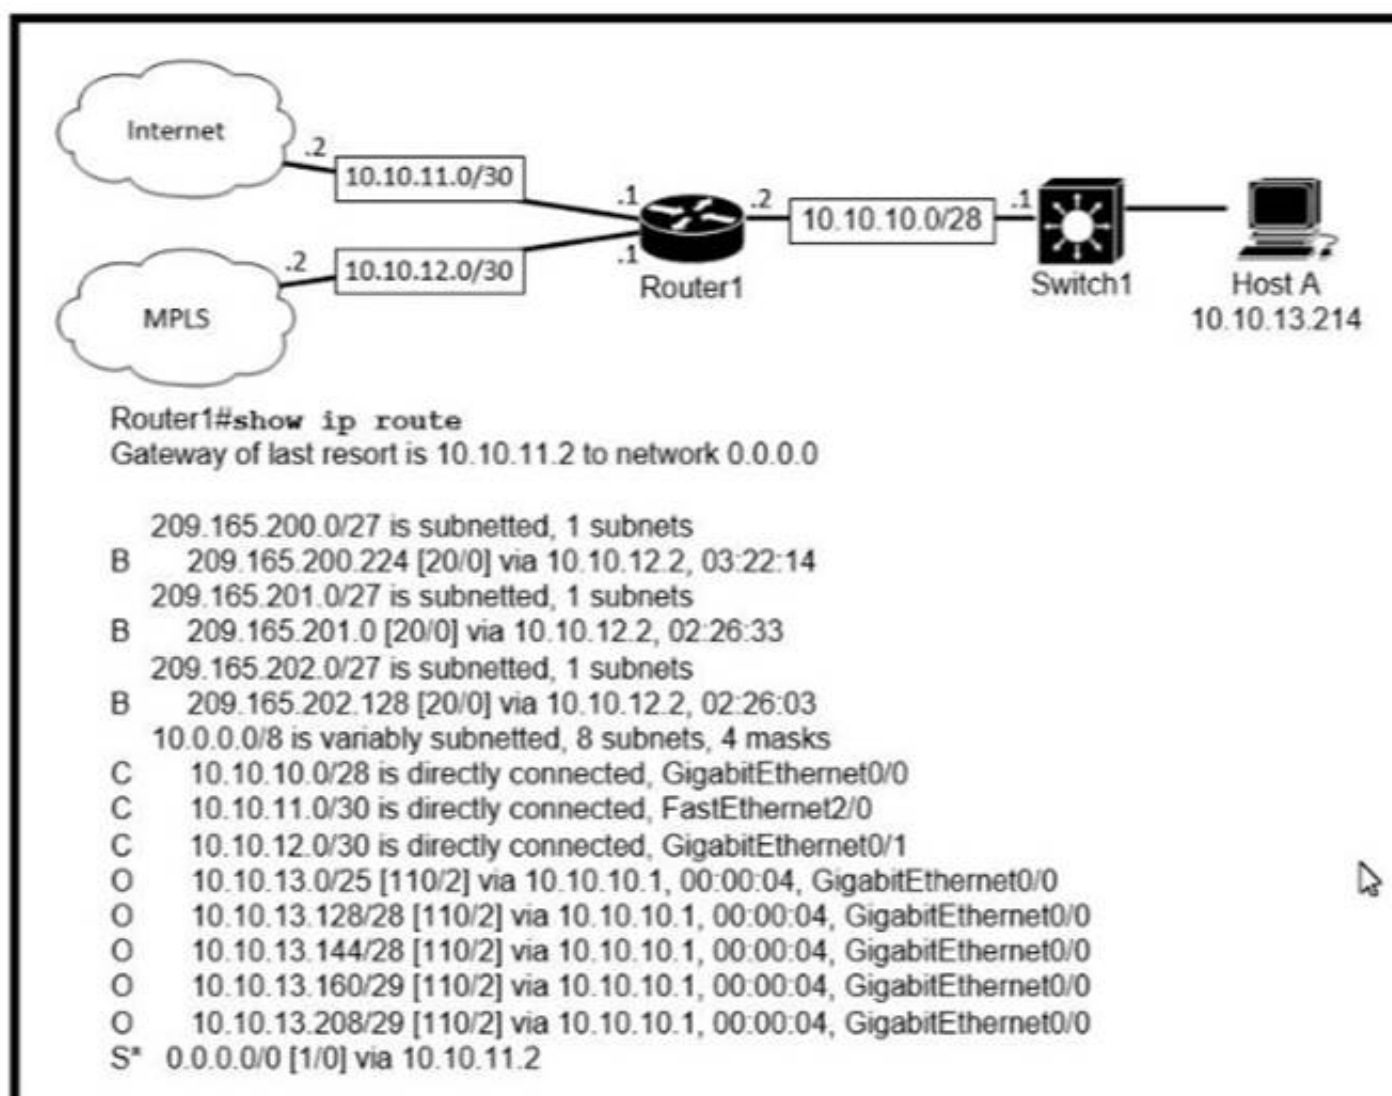 Internet
.2
10.10.11.0/30
.1
.2
10.10.10.0/28
.1
.2
10.10.12.0/30
.1
Router1
Switch1
Host A
10.10.13.214
MPLS
Router1#show ip route
Gateway of last resort is 10.10.11.2 to network 0.0.0.0
209.165.200.0/27 is subnetted, 1 subnets
B 209.165.200.224 [20/0] via 10.10.12.2, 03:22:14
209.165.201.0/27 is subnetted, 1 subnets
B 209.165.201.0 [20/0] via 10.10.12.2, 02:26:33
209.165.202.0/27 is subnetted, 1 subnets
B 209.165.202.128 [20/0] via 10.10.12.2, 02:26:03
10.0.0.0/8 is variably subnetted, 8 subnets, 4 masks
C 10.10.10.0/28 is directly connected, GigabitEthernet0/0
C 10.10.11.0/30 is directly connected, FastEthernet2/0
C 10.10.12.0/30 is directly connected, GigabitEthernet0/1
O 10.10.13.0/25 [110/2] via 10.10.10.1, 00:00:04, GigabitEthernet0/0
O 10.10.13.128/28 [110/2] via 10.10.10.1, 00:00:04, GigabitEthernet0/0
O 10.10.13.144/28 [110/2] via 10.10.10.1, 00:00:04, GigabitEthernet0/0
O 10.10.13.160/29 [110/2] via 10.10.10.1, 00:00:04, GigabitEthernet0/0
O 10.10.13.208/29 [110/2] via 10.10.10.1, 00:00:04, GigabitEthernet0/0
S* 0.0.0.0/0 [1/0] via 10.10.11.2